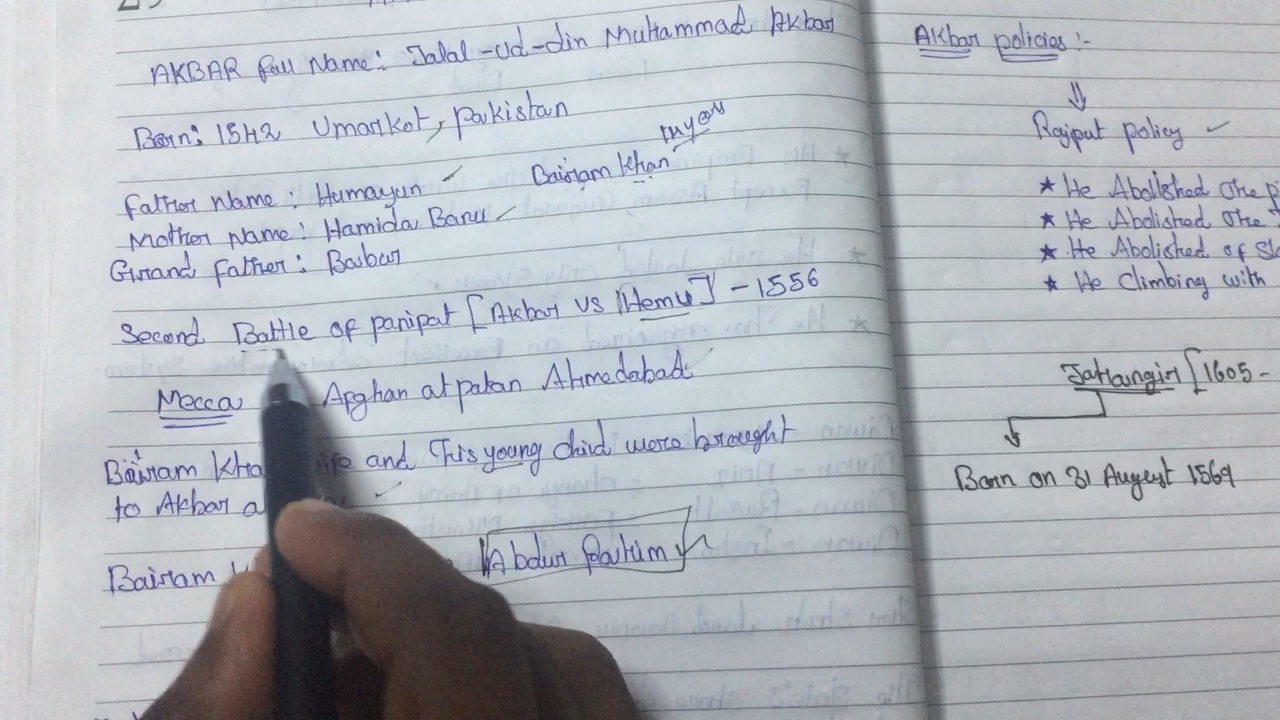 AKBAR full Name: Jalal-ud-din Muhammad Akbar
Born: 1542 Umarkot, Pakistan
Father Name: Humayun
Bairam Khan
Mother Name: Hamida Banu
Grand father: Babur
Second Battle of panipat [Akbar vs Hemu] - 1556
Mecca Afghan at patan Ahmedabad
Bairam wife and This young child were brought
to Akbar
Bairam Abdur Rahim
Akbar policies :-
Rajput policy
* He Abolished the
* He Abolished the
* He Abolished of
* He Climbing with
Jahangir [1605 -
Born on 31 August 1569